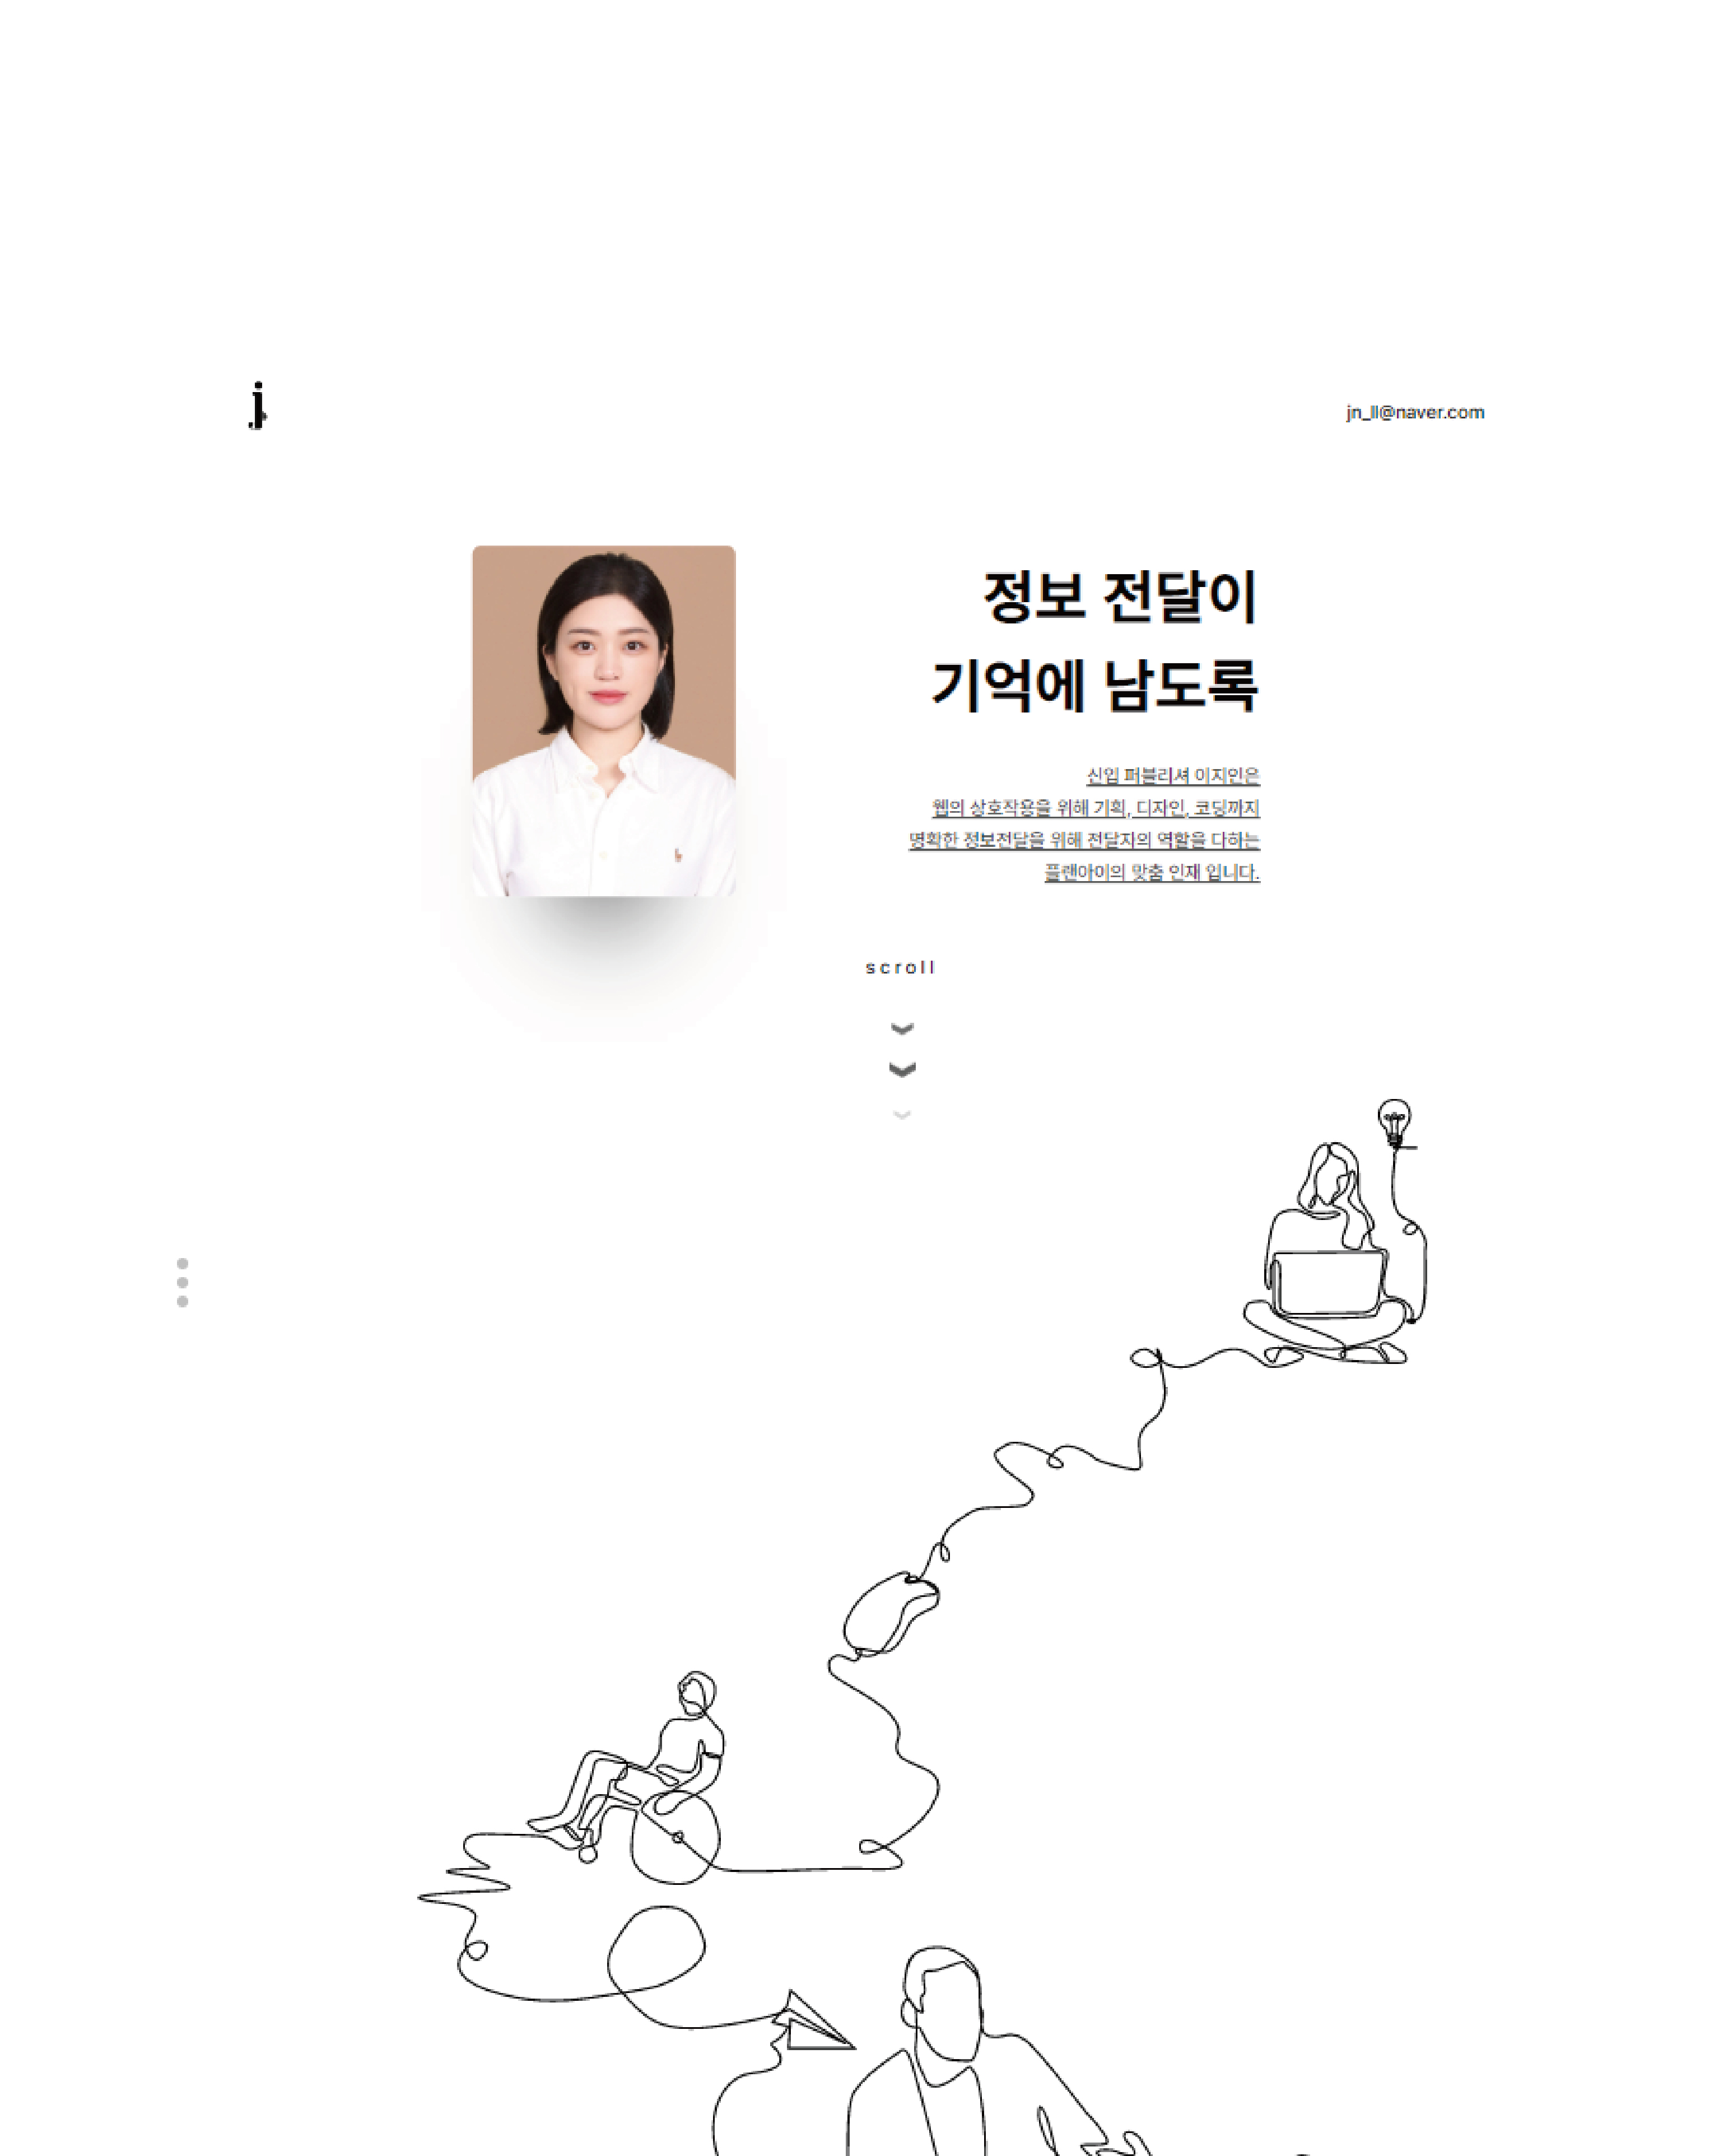 j
jn_ll@naver.com
정보 전달이
기억에 남도록
신입 퍼블리셔 이지인은
웹의 상호작용을 위해 기획, 디자인, 코딩까지
명확한 정보전달을 위해 전달자의 역할을 다하는
플랜아이의 맞춤 인재 입니다.
scroll